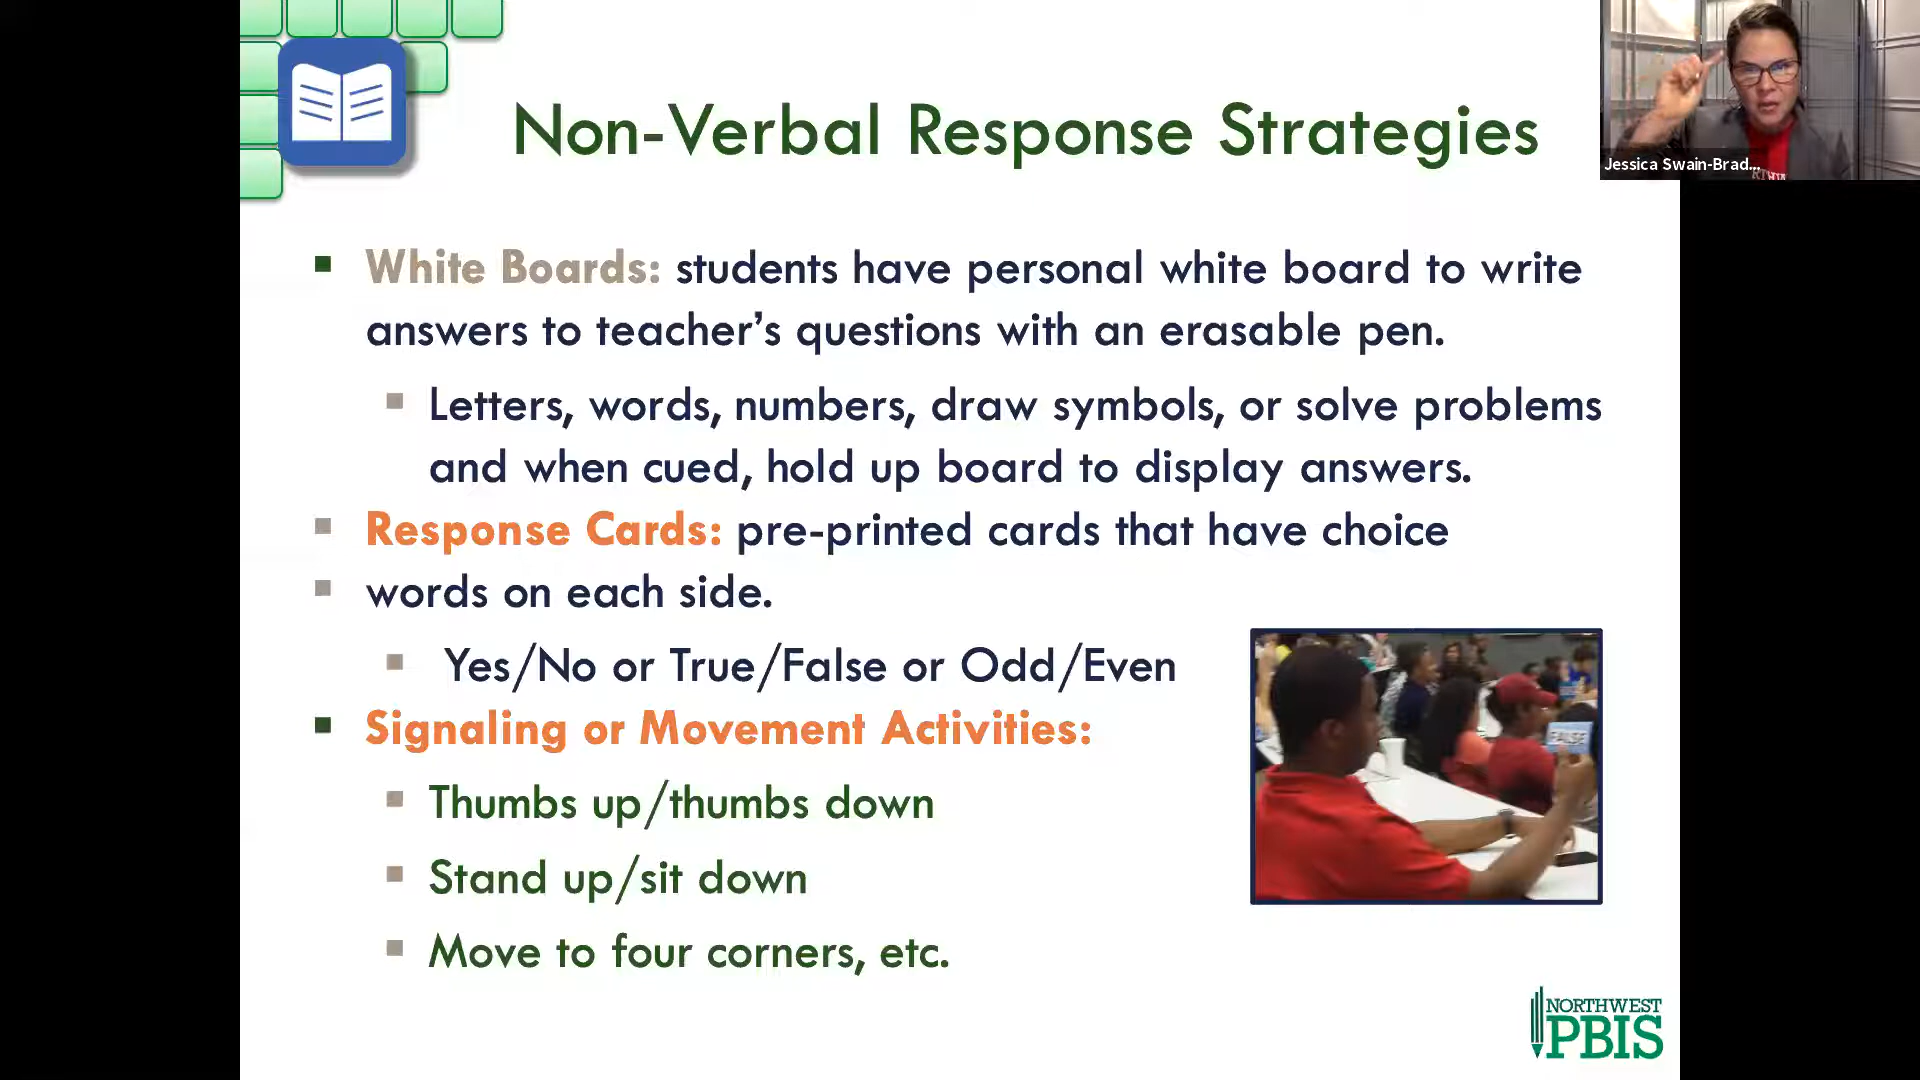 Non-Verbal Response Strategies
Jessica Swain-Brad...
White Boards: students have personal white board to write
answers to teacher’s questions with an erasable pen.
Letters, words, numbers, draw symbols, or solve problems
and when cued, hold up board to display answers.
Response Cards: pre-printed cards that have choice
words on each side.
Yes/No or True/False or Odd/Even
Signaling or Movement Activities:
Thumbs up/thumbs down
Stand up/sit down
Move to four corners, etc.
FALSE
NORTHWEST
PBIS